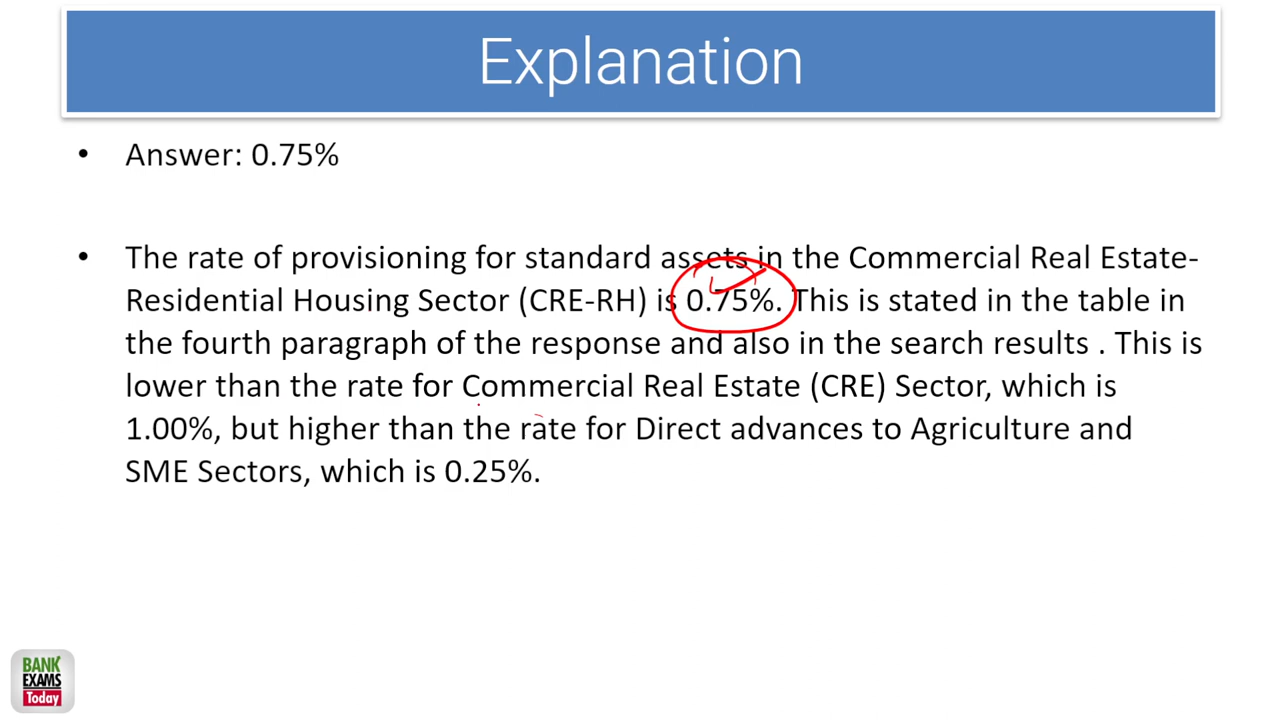 Explanation
• Answer: 0.75%
• The rate of provisioning for standard assets in the Commercial Real Estate-
Residential Housing Sector (CRE-RH) is 0.75%. This is stated in the table in
the fourth paragraph of the response and also in the search results . This is
lower than the rate for Commercial Real Estate (CRE) Sector, which is
1.00%, but higher than the rate for Direct advances to Agriculture and
SME Sectors, which is 0.25%.
BANK
EXAMS
Today